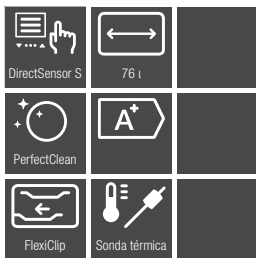 DirectSensor S
76 l
A+
PerfectClean
FlexiClip
Sonda térmica